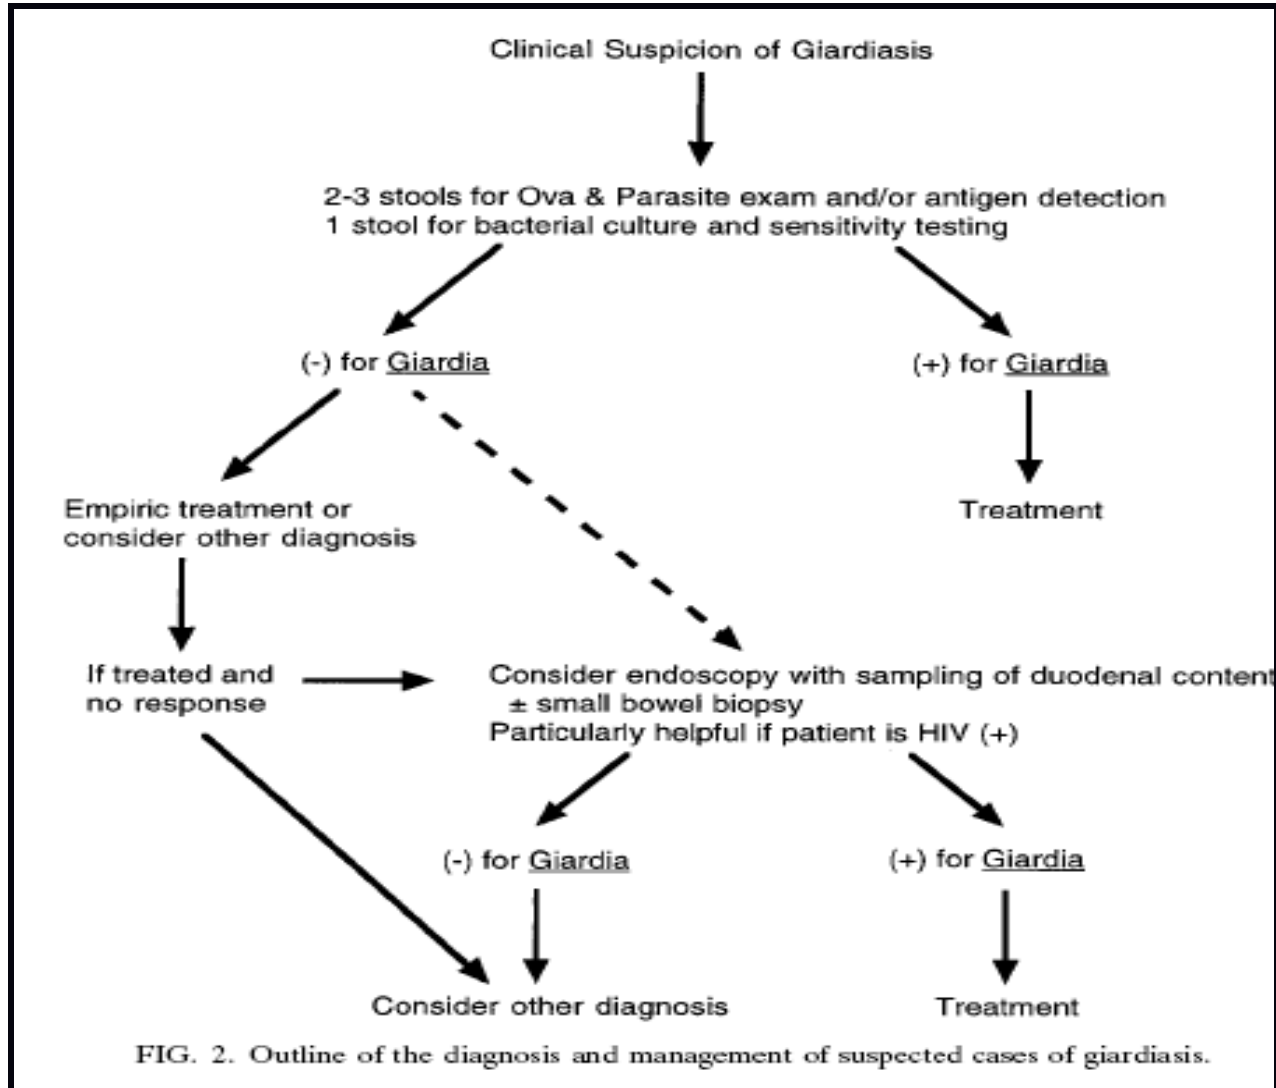 Clinical Suspicion of Giardiasis
2-3 stools for Ova & Parasite exam and/or antigen detection
1 stool for bacterial culture and sensitivity testing
(-) for Giardia
(+) for Giardia
Empiric treatment or
consider other diagnosis
Treatment
If treated and
no response
Consider endoscopy with sampling of duodenal content
± small bowel biopsy
Particularly helpful if patient is HIV (+)
(-) for Giardia
(+) for Giardia
Consider other diagnosis
Treatment
FIG. 2. Outline of the diagnosis and management of suspected cases of giardiasis.